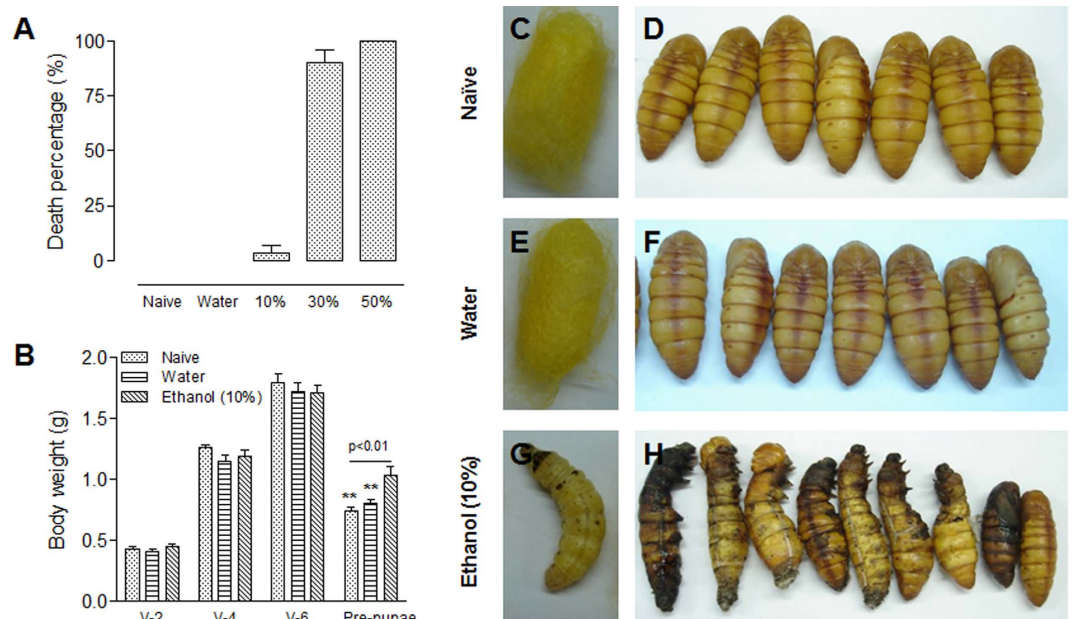 A
Death percentage (%)
100
75
50
25
0
Naive Water 10% 30% 50%
B
Body weight (g)
2.0
1.5
1.0
0.5
0.0
Naive
Water
Ethanol (10%)
p<0.01
** **
V-2 V-4 V-6 Pre-pupae
C
Naïve
D
E
Water
F
G
Ethanol (10%)
H